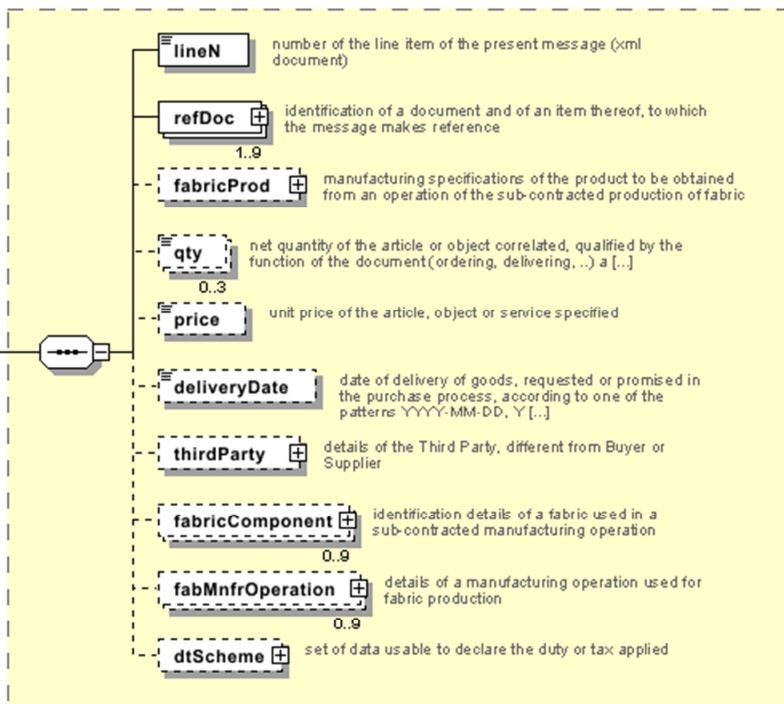 lineN
number of the line item of the present message (xml
document)
refDoc
identification of a document and of an item thereof, to which
the message makes reference
1..9
fabricProd
manufacturing specifications of the product to be obtained
from an operation of the sub-contracted production of fabric
qty
net quantity of the article or object correlated, qualified by the
function of the document(ordering, delivering, ..) a [...]
0..3
price
unit price of the article, object or service specified
deliveryDate
date of delivery of goods, requested or promised in
the purchase process, according to one of the
patterns YYYY-MM-DD, Y [...]
thirdParty
details of the Third Party, different from Buyer or
Supplier
fabricComponent
identification details of a fabric used in a
sub-contracted manufacturing operation
0..9
fabMnfrOperation
details of a manufacturing operation used for
fabric production
0..9
dtScheme
set of data usable to declare the duty or tax applied